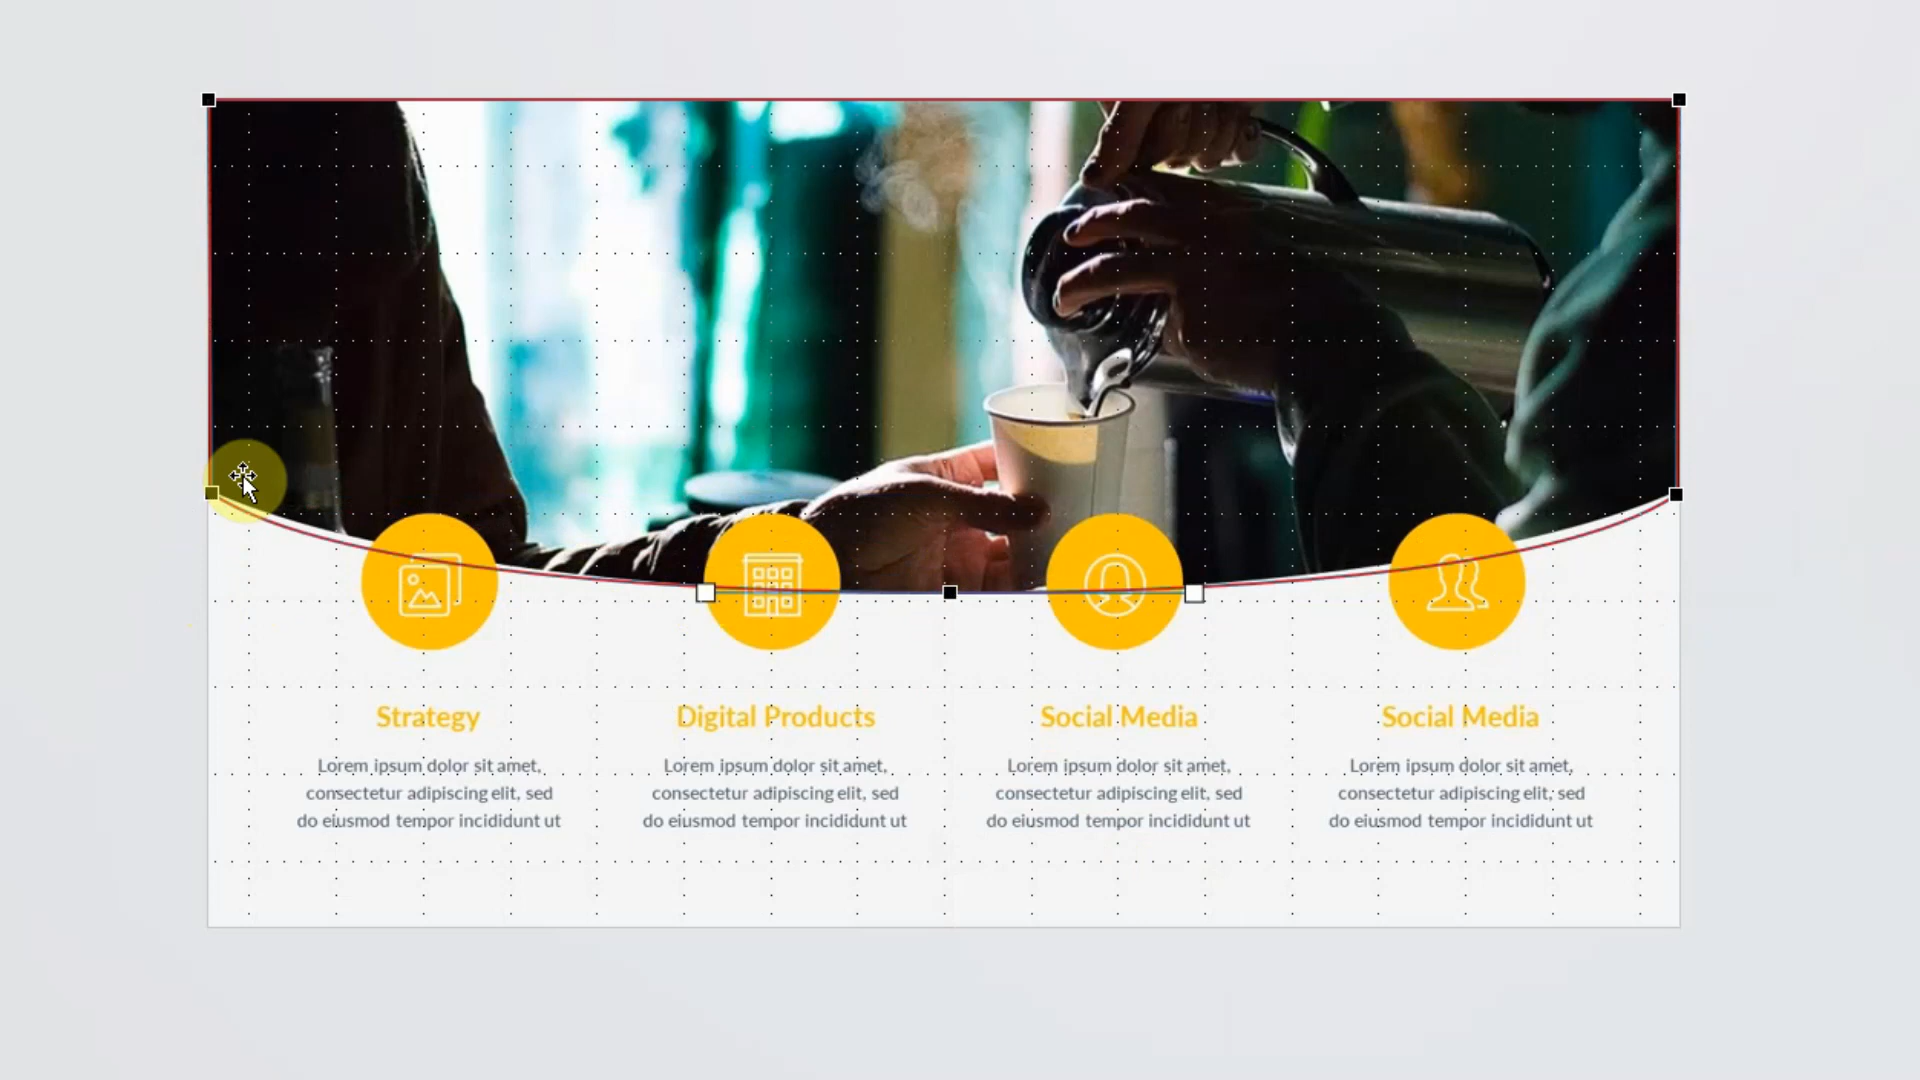 Strategy
Lorem ipsum dolor sit amet,
consectetur adipiscing elit, sed
do eiusmod tempor incididunt ut
Digital Products
Lorem ipsum dolor sit amet,
consectetur adipiscing elit, sed
do eiusmod tempor incididunt ut
Social Media
Lorem ipsum dolor sit amet,
consectetur adipiscing elit, sed
do eiusmod tempor incididunt ut
Social Media
Lorem ipsum dolor sit amet,
consectetur adipiscing elit, sed
do eiusmod tempor incididunt ut